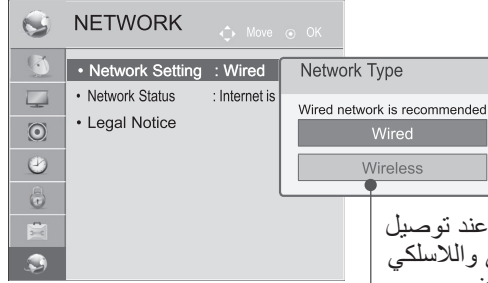 NETWORK
Move OK
• Network Setting : Wired
• Network Status : Internet is
• Legal Notice
Network Type
Wired network is recommended
Wired
Wireless
عند توصيل
واللاسلكي